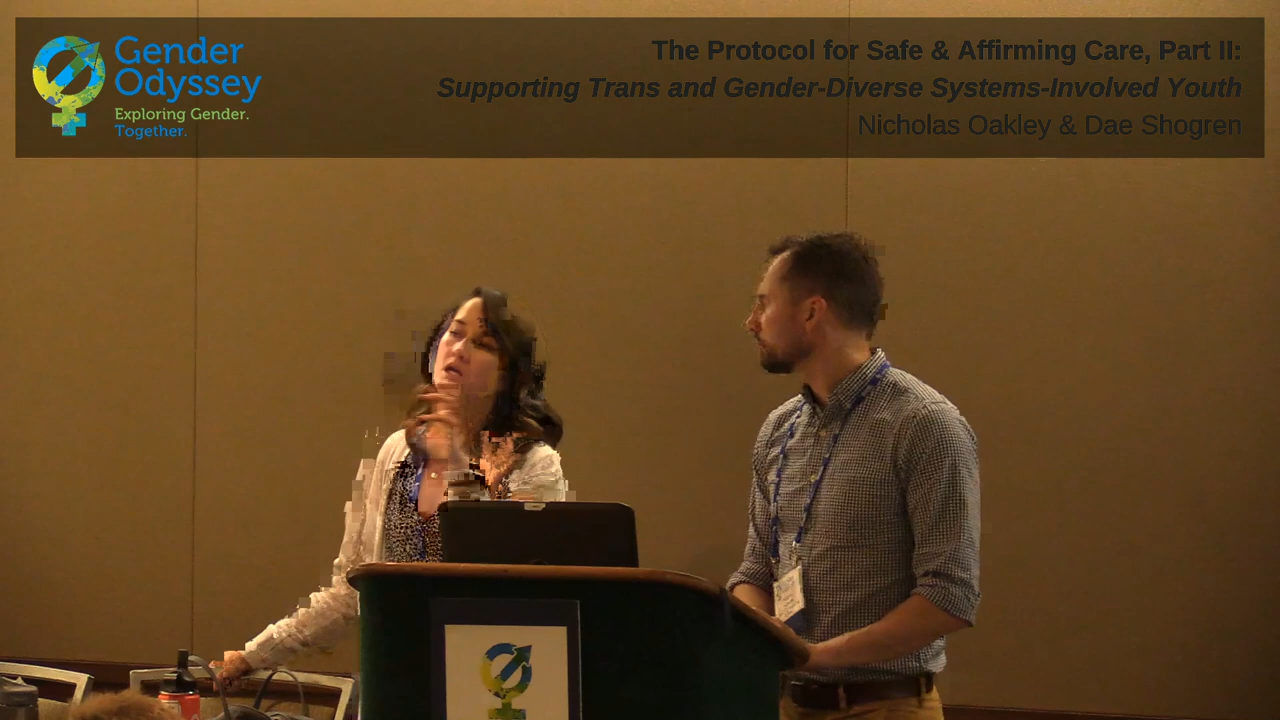 Gender
Odyssey
Exploring Gender.
Together.
The Protocol for Safe & Affirming Care, Part II:
Supporting Trans and Gender-Diverse Systems-Involved Youth
Nicholas Oakley & Dae Shogren